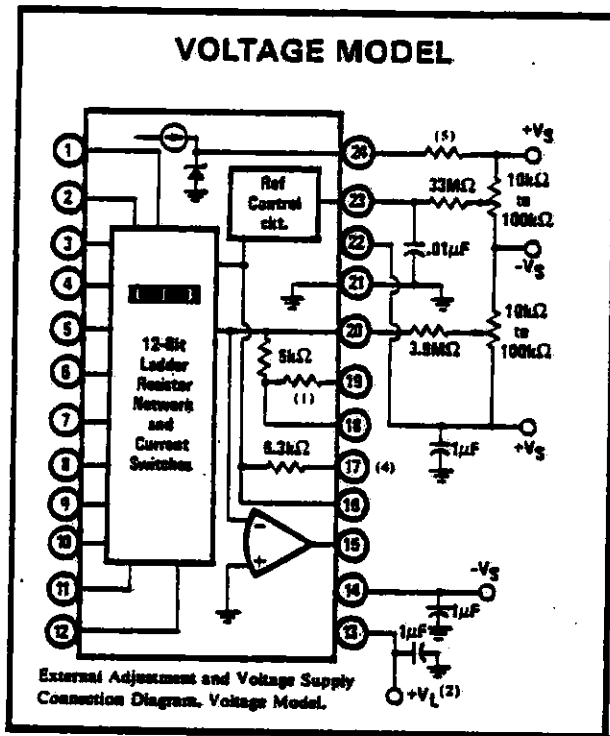 VOLTAGE MODEL
1
2
3
4
5
6
7
8
9
10
11
12
12-Bit
Ladder
Resistor
Network
and
Current
Switches
Ref
Control
ckt.
5kΩ
(1)
6.3kΩ
−
+
24
23
22
21
20
19
18
17 (4)
16
15
14
13
(5)
+Vs
33MΩ
10kΩ
to
100kΩ
.01µF
-Vs
10kΩ
to
100kΩ
3.9MΩ
+Vs
1µF
-Vs
1µF
1µF
+VL (2)
External Adjustment and Voltage Supply
Connection Diagram, Voltage Model.